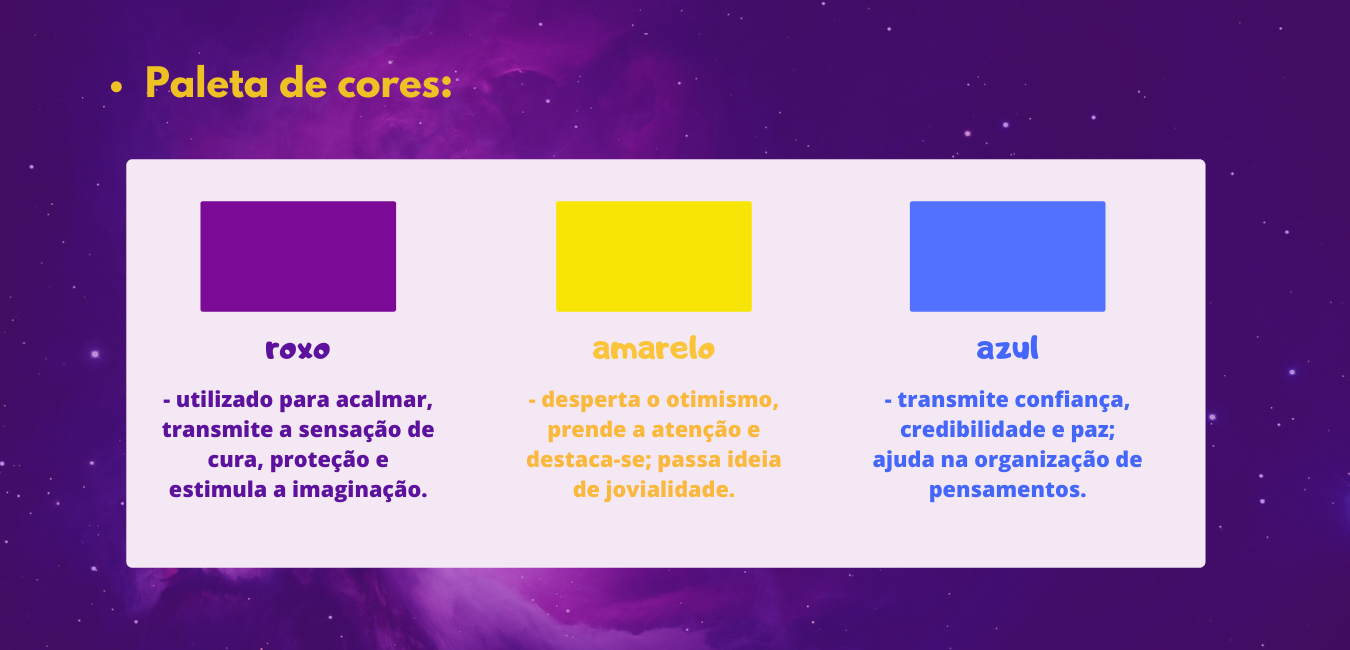 • Paleta de cores:
roxo
- utilizado para acalmar,
transmite a sensação de
cura, proteção e
estimula a imaginação.
amarelo
- desperta o otimismo,
prende a atenção e
destaca-se; passa ideia
de jovialidade.
azul
- transmite confiança,
credibilidade e paz;
ajuda na organização de
pensamentos.